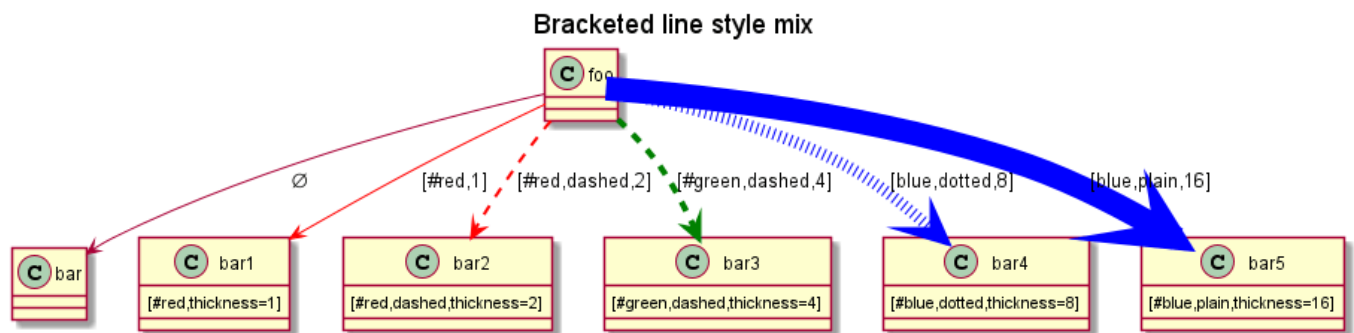 Bracketed line style mix
C foo
∅
[#red,1]
[#red,dashed,2]
[#green,dashed,4]
[blue,dotted,8]
[blue,plain,16]
C bar
C bar1
[#red,thickness=1]
C bar2
[#red,dashed,thickness=2]
C bar3
[#green,dashed,thickness=4]
C bar4
[#blue,dotted,thickness=8]
C bar5
[#blue,plain,thickness=16]